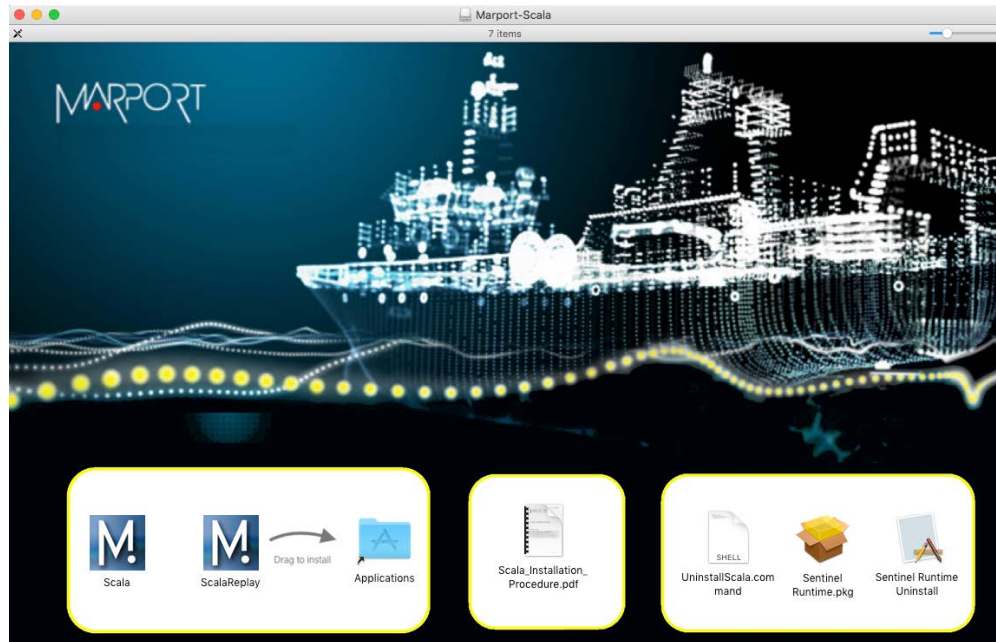 Marport-Scala
7 items
MARPORT
Scala
ScalaReplay
Drag to install
Applications
Scala_Installation_
Procedure.pdf
SHELL
UninstallScala.com
mand
Sentinel
Runtime.pkg
Sentinel Runtime
Uninstall